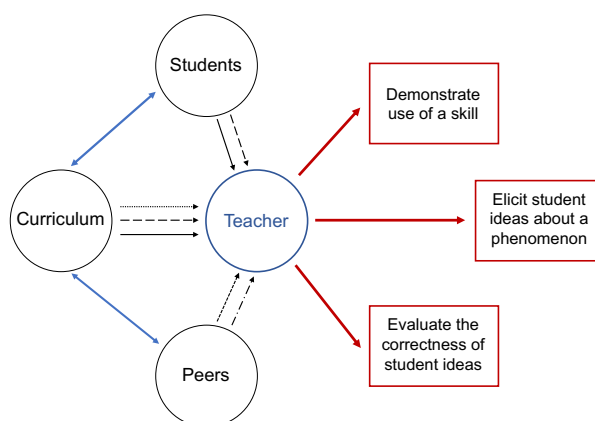 Students
Demonstrate
use of a skill
Curriculum
Teacher
Elicit student
ideas about a
phenomenon
Evaluate the
correctness of
student ideas
Peers